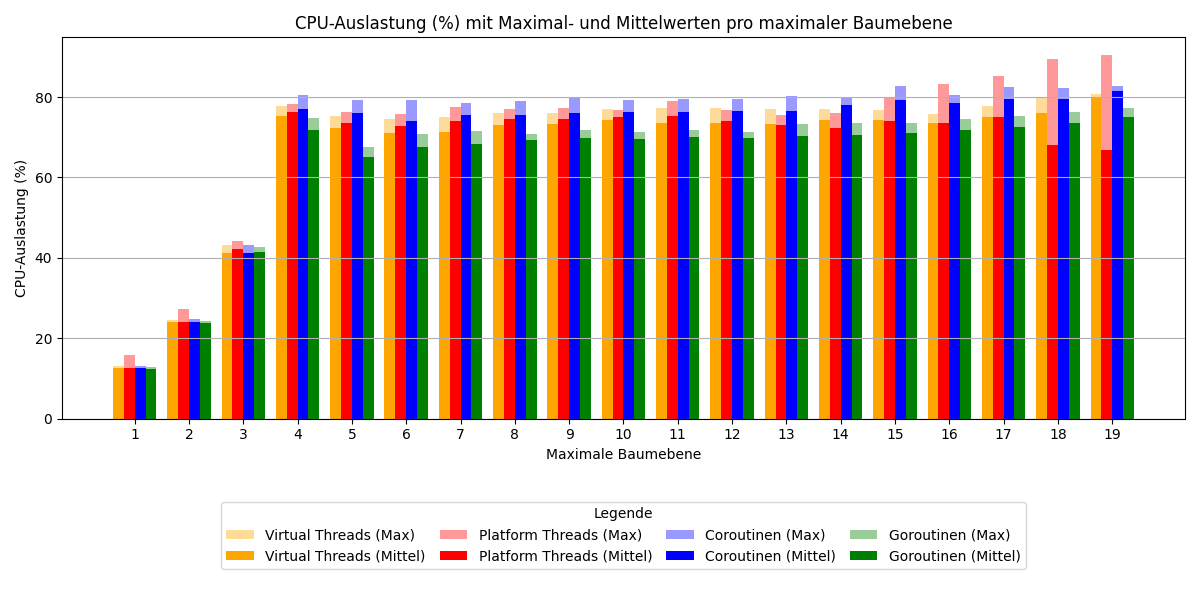 CPU-Auslastung (%) mit Maximal- und Mittelwerten pro maximaler Baumebene
CPU-Auslastung (%)
80
60
40
20
0
1 2 3 4 5 6 7 8 9 10 11 12 13 14 15 16 17 18 19
Maximale Baumebene
Legende
Virtual Threads (Max) Platform Threads (Max) Coroutinen (Max) Goroutinen (Max)
Virtual Threads (Mittel) Platform Threads (Mittel) Coroutinen (Mittel) Goroutinen (Mittel)